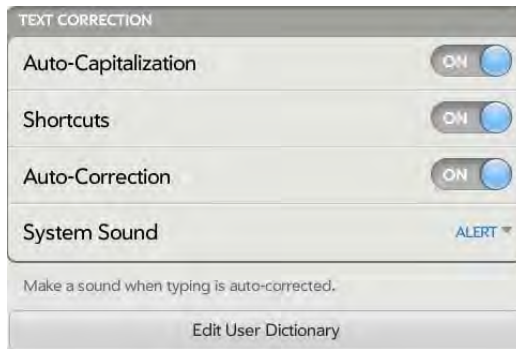 TEXT CORRECTION
Auto-Capitalization ON
Shortcuts ON
Auto-Correction ON
System Sound ALERT
Make a sound when typing is auto-corrected.
Edit User Dictionary